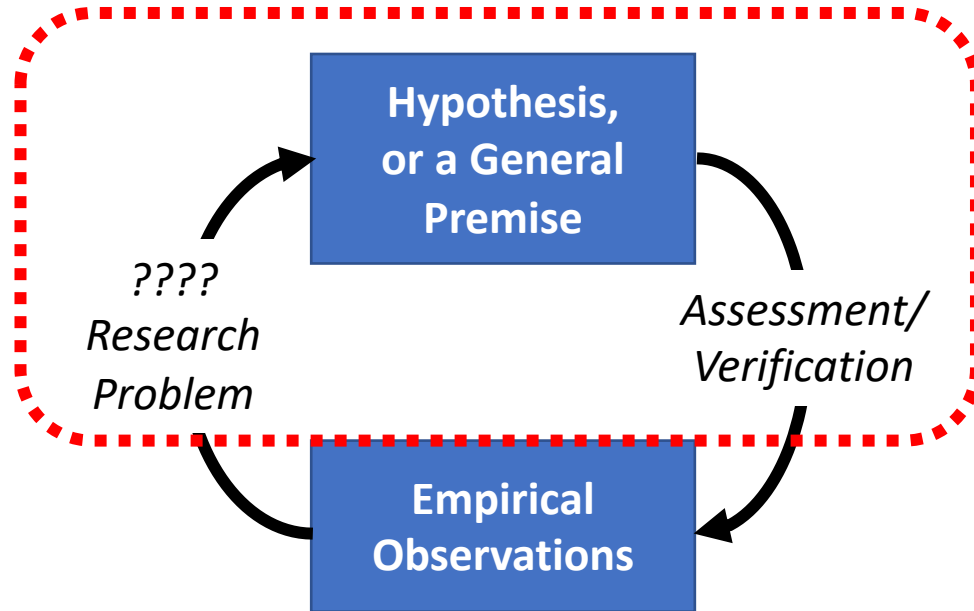 Hypothesis,
or a General
Premise
????
Research
Problem
Assessment/
Verification
Empirical
Observations